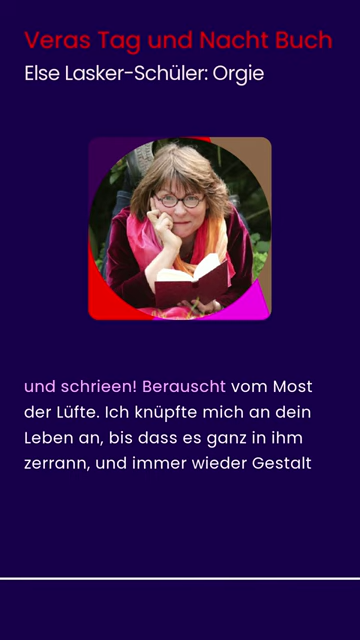 Veras Tag und Nacht Buch
Else Lasker-Schüler: Orgie
und schrieen! Berauscht vom Most
der Lüfte. Ich knüpfte mich an dein
Leben an, bis dass es ganz in ihm
zerrann, und immer wieder Gestalt